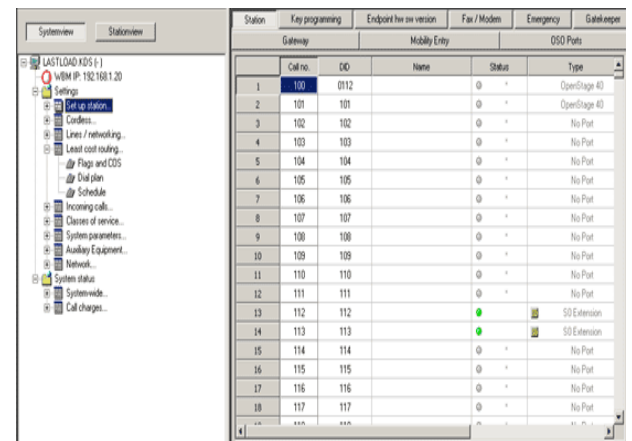 Systemview Stationview
LASTLOAD.KDS (-)
WBM IP: 192.168.1.20
Settings
Set up station...
Cordless...
Lines / networking...
Least cost routing...
Flags and COS
Dial plan
Schedule
Incoming calls...
Classes of service...
System parameters...
Auxiliary Equipment...
Network...
System status
System-wide...
Call charges...
Station Key programming Endpoint hw sw version Fax / Modem Emergency Gatekeeper
Gateway Mobility Entry OSO Ports
Call no. DID Name Status Type
1 100 0112 * OpenStage 40
2 101 101 * OpenStage 40
3 102 102 * No Port
4 103 103 * No Port
5 104 104 * No Port
6 105 105 * No Port
7 106 106 * No Port
8 107 107 * No Port
9 108 108 * No Port
10 109 109 * No Port
11 110 110 * No Port
12 111 111 * No Port
13 112 112 S0 Extension
14 113 113 S0 Extension
15 114 114 * No Port
16 115 115 * No Port
17 116 116 * No Port
18 117 117 * No Port